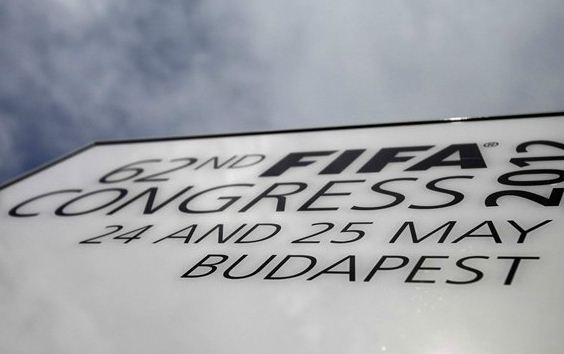 62ND FIFA®
CONGRESS 2012
24 AND 25 MAY
BUDAPEST